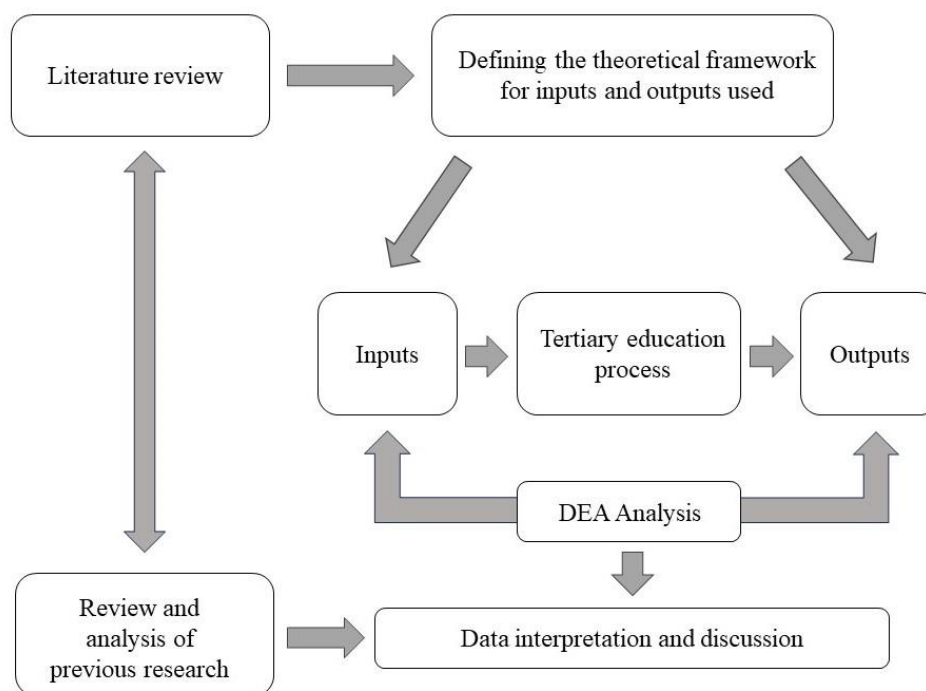 Literature review
Defining the theoretical framework
for inputs and outputs used
Inputs
Tertiary education
process
Outputs
DEA Analysis
Review and
analysis of
previous research
Data interpretation and discussion